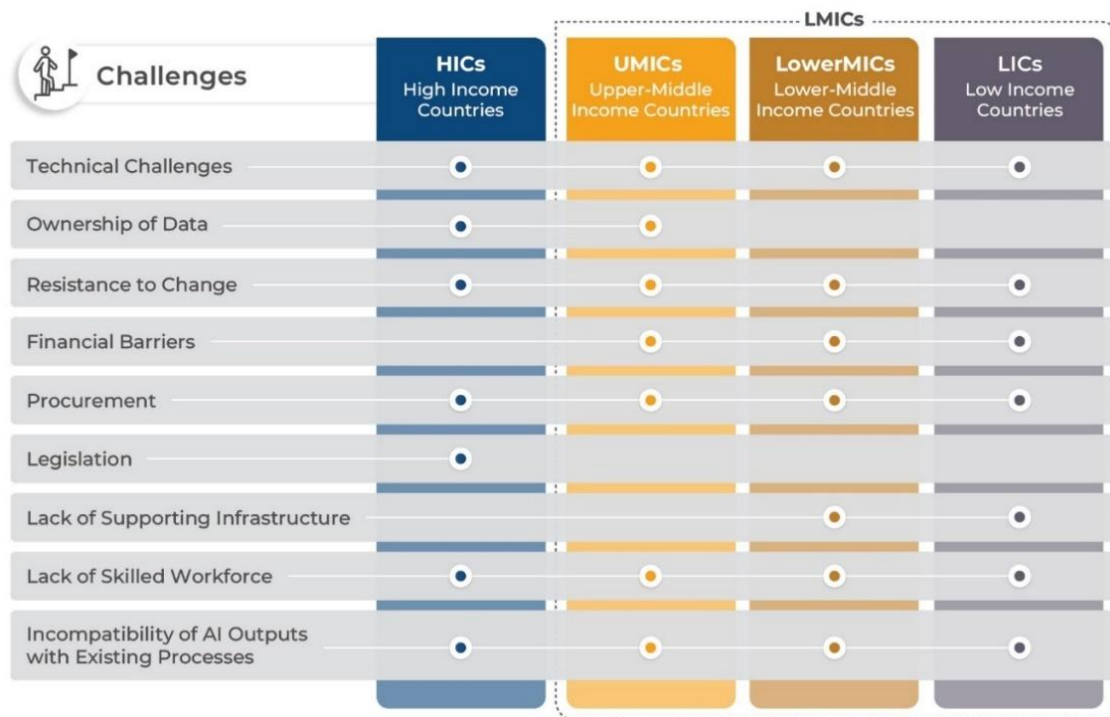 LMICs
Challenges
HICs
High Income
Countries
UMICs
Upper-Middle
Income Countries
LowerMICs
Lower-Middle
Income Countries
LICs
Low Income
Countries
Technical Challenges
Ownership of Data
Resistance to Change
Financial Barriers
Procurement
Legislation
Lack of Supporting Infrastructure
Lack of Skilled Workforce
Incompatibility of AI Outputs
with Existing Processes